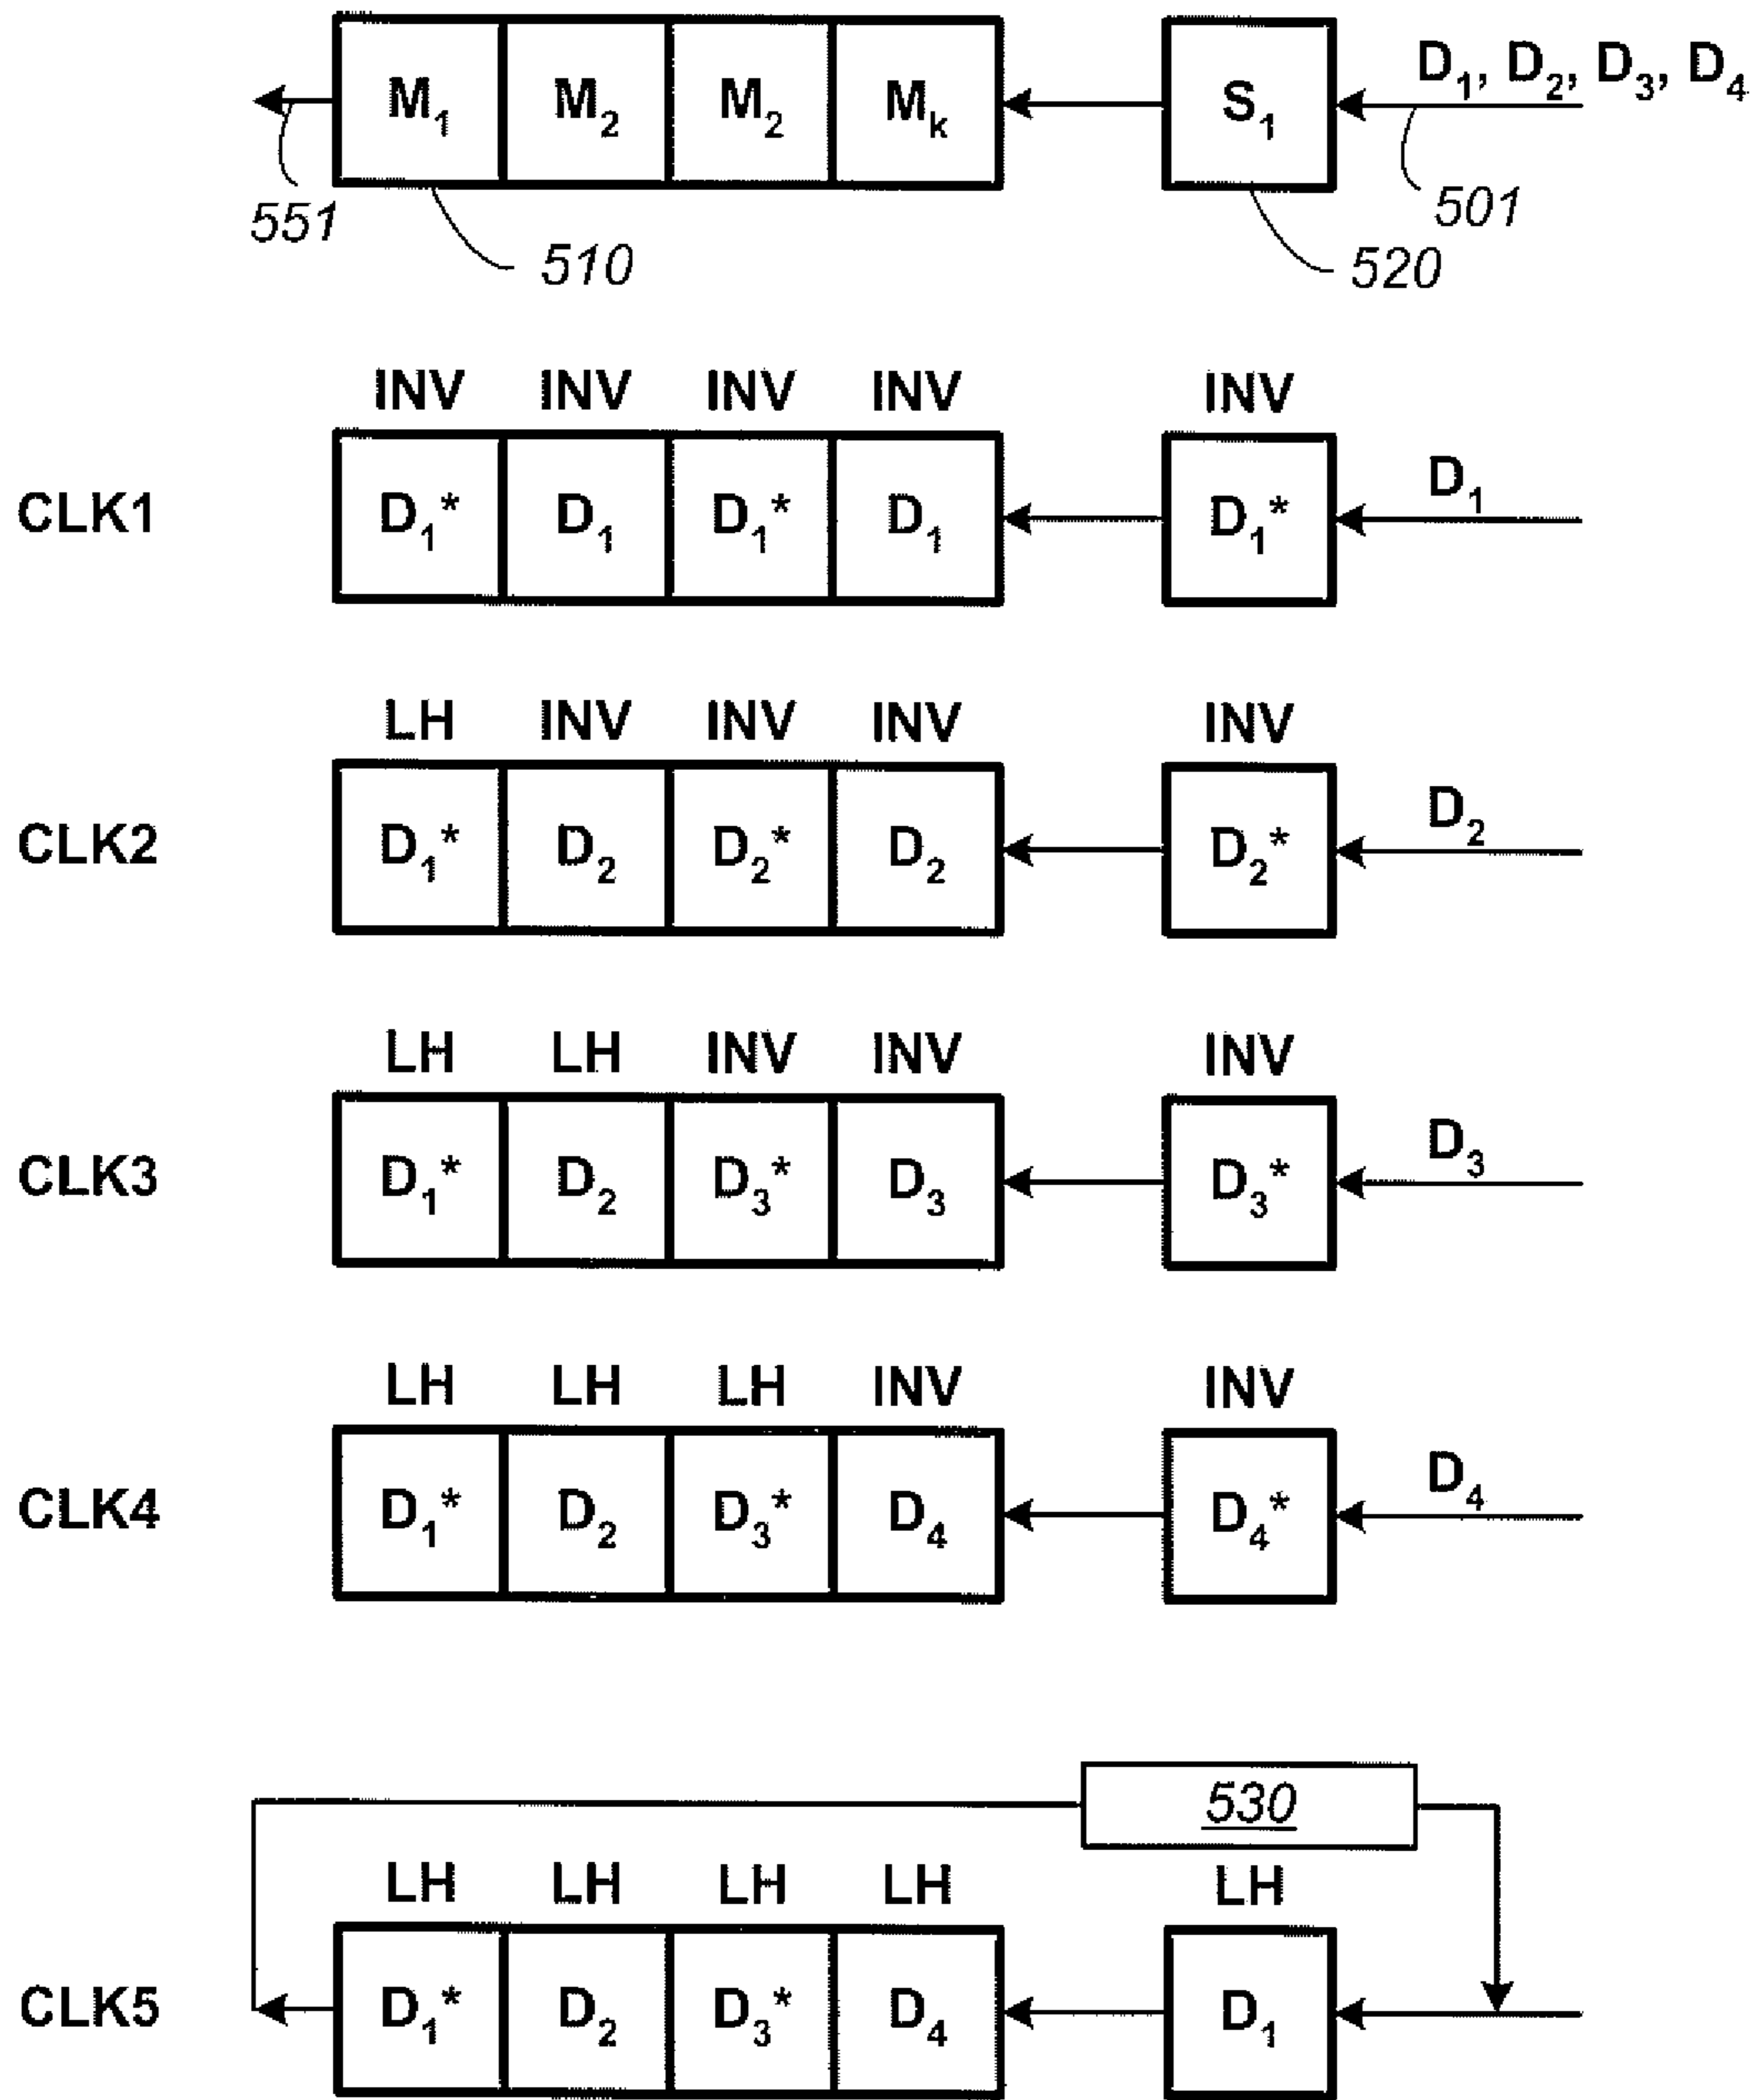 M₁ M₂ M₂ Mₖ S₁ D₁, D₂, D₃, D₄
551 510 520 501
INV INV INV INV INV
CLK1 D₁* D₁ D₁* D₁ D₁* D₁
LH INV INV INV INV
CLK2 D₁* D₂ D₂* D₂ D₂* D₂
LH LH INV INV INV
CLK3 D₁* D₂ D₃* D₃ D₃* D₃
LH LH LH INV INV
CLK4 D₁* D₂ D₃* D₄ D₄* D₄
530
LH LH LH LH LH
CLK5 D₁* D₂ D₃* D₄ D₁